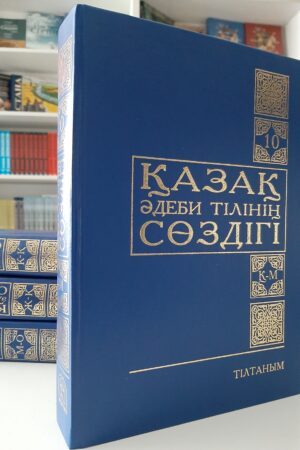 10
ҚАЗАҚ
ӘДЕБИ ТІЛІНІҢ
СӨЗДІГІ
Қ-М
ТІЛТАНЫМ
К-Қ
Ж-К
М-О